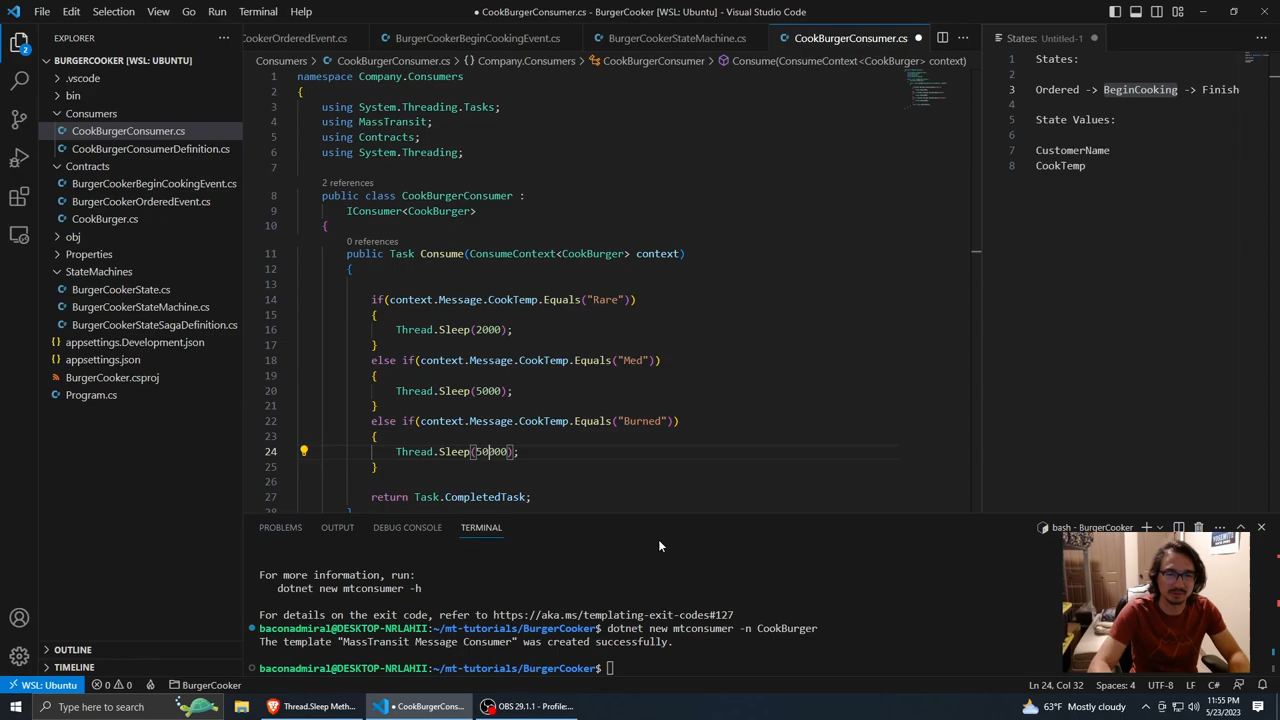 File Edit Selection View Go Run Terminal Help
CookBurgerConsumer.cs - BurgerCooker [WSL: Ubuntu] - Visual Studio Code
EXPLORER
BURGERCOOKER [WSL: UBUNTU]
.vscode
bin
Consumers
CookBurgerConsumer.cs
CookBurgerConsumerDefinition.cs
Contracts
BurgerCookerBeginCookingEvent.cs
BurgerCookerOrderedEvent.cs
CookBurger.cs
obj
Properties
StateMachines
BurgerCookerState.cs
BurgerCookerStateMachine.cs
BurgerCookerStateSagaDefinition.cs
appsettings.Development.json
appsettings.json
BurgerCooker.csproj
Program.cs
OUTLINE
TIMELINE
CookerOrderedEvent.cs BurgerCookerBeginCookingEvent.cs BurgerCookerStateMachine.cs CookBurgerConsumer.cs
Consumers CookBurgerConsumer.cs Company.Consumers CookBurgerConsumer Consume(ConsumeContext<CookBurger> context)
1 namespace Company.Consumers
2 {
3 using System.Threading.Tasks;
4 using MassTransit;
5 using Contracts;
6 using System.Threading;
7
2 references
8 public class CookBurgerConsumer :
9 IConsumer<CookBurger>
10 {
0 references
11 public Task Consume(ConsumeContext<CookBurger> context)
12 {
13
14 if(context.Message.CookTemp.Equals("Rare"))
15 {
16 Thread.Sleep(2000);
17 }
18 else if(context.Message.CookTemp.Equals("Med"))
19 {
20 Thread.Sleep(5000);
21 }
22 else if(context.Message.CookTemp.Equals("Burned"))
23 {
24 Thread.Sleep(50000);
25 }
26
27 return Task.CompletedTask;
28 }
States: Untitled-1
1 States:
2
3 Ordered -> BeginCooking -> Finish
4
5 State Values:
6
7 CustomerName
8 CookTemp
PROBLEMS OUTPUT DEBUG CONSOLE TERMINAL
bash - BurgerCooker
For more information, run:
dotnet new mtconsumer -h
For details on the exit code, refer to https://aka.ms/templating-exit-codes#127
baconadmiral@DESKTOP-NRLAHII:~/mt-tutorials/BurgerCooker$ dotnet new mtconsumer -n CookBurger
The template "MassTransit Message Consumer" was created successfully.
baconadmiral@DESKTOP-NRLAHII:~/mt-tutorials/BurgerCooker$
WSL: Ubuntu 0 0 BurgerCooker Ln 24, Col 32 Spaces: 4 UTF-8 LF C#
Type here to search Thread.Sleep Meth... CookBurgerConsum... OBS 29.1.1 - Profile... 63°F Mostly cloudy 11:55 PM
5/23/2023